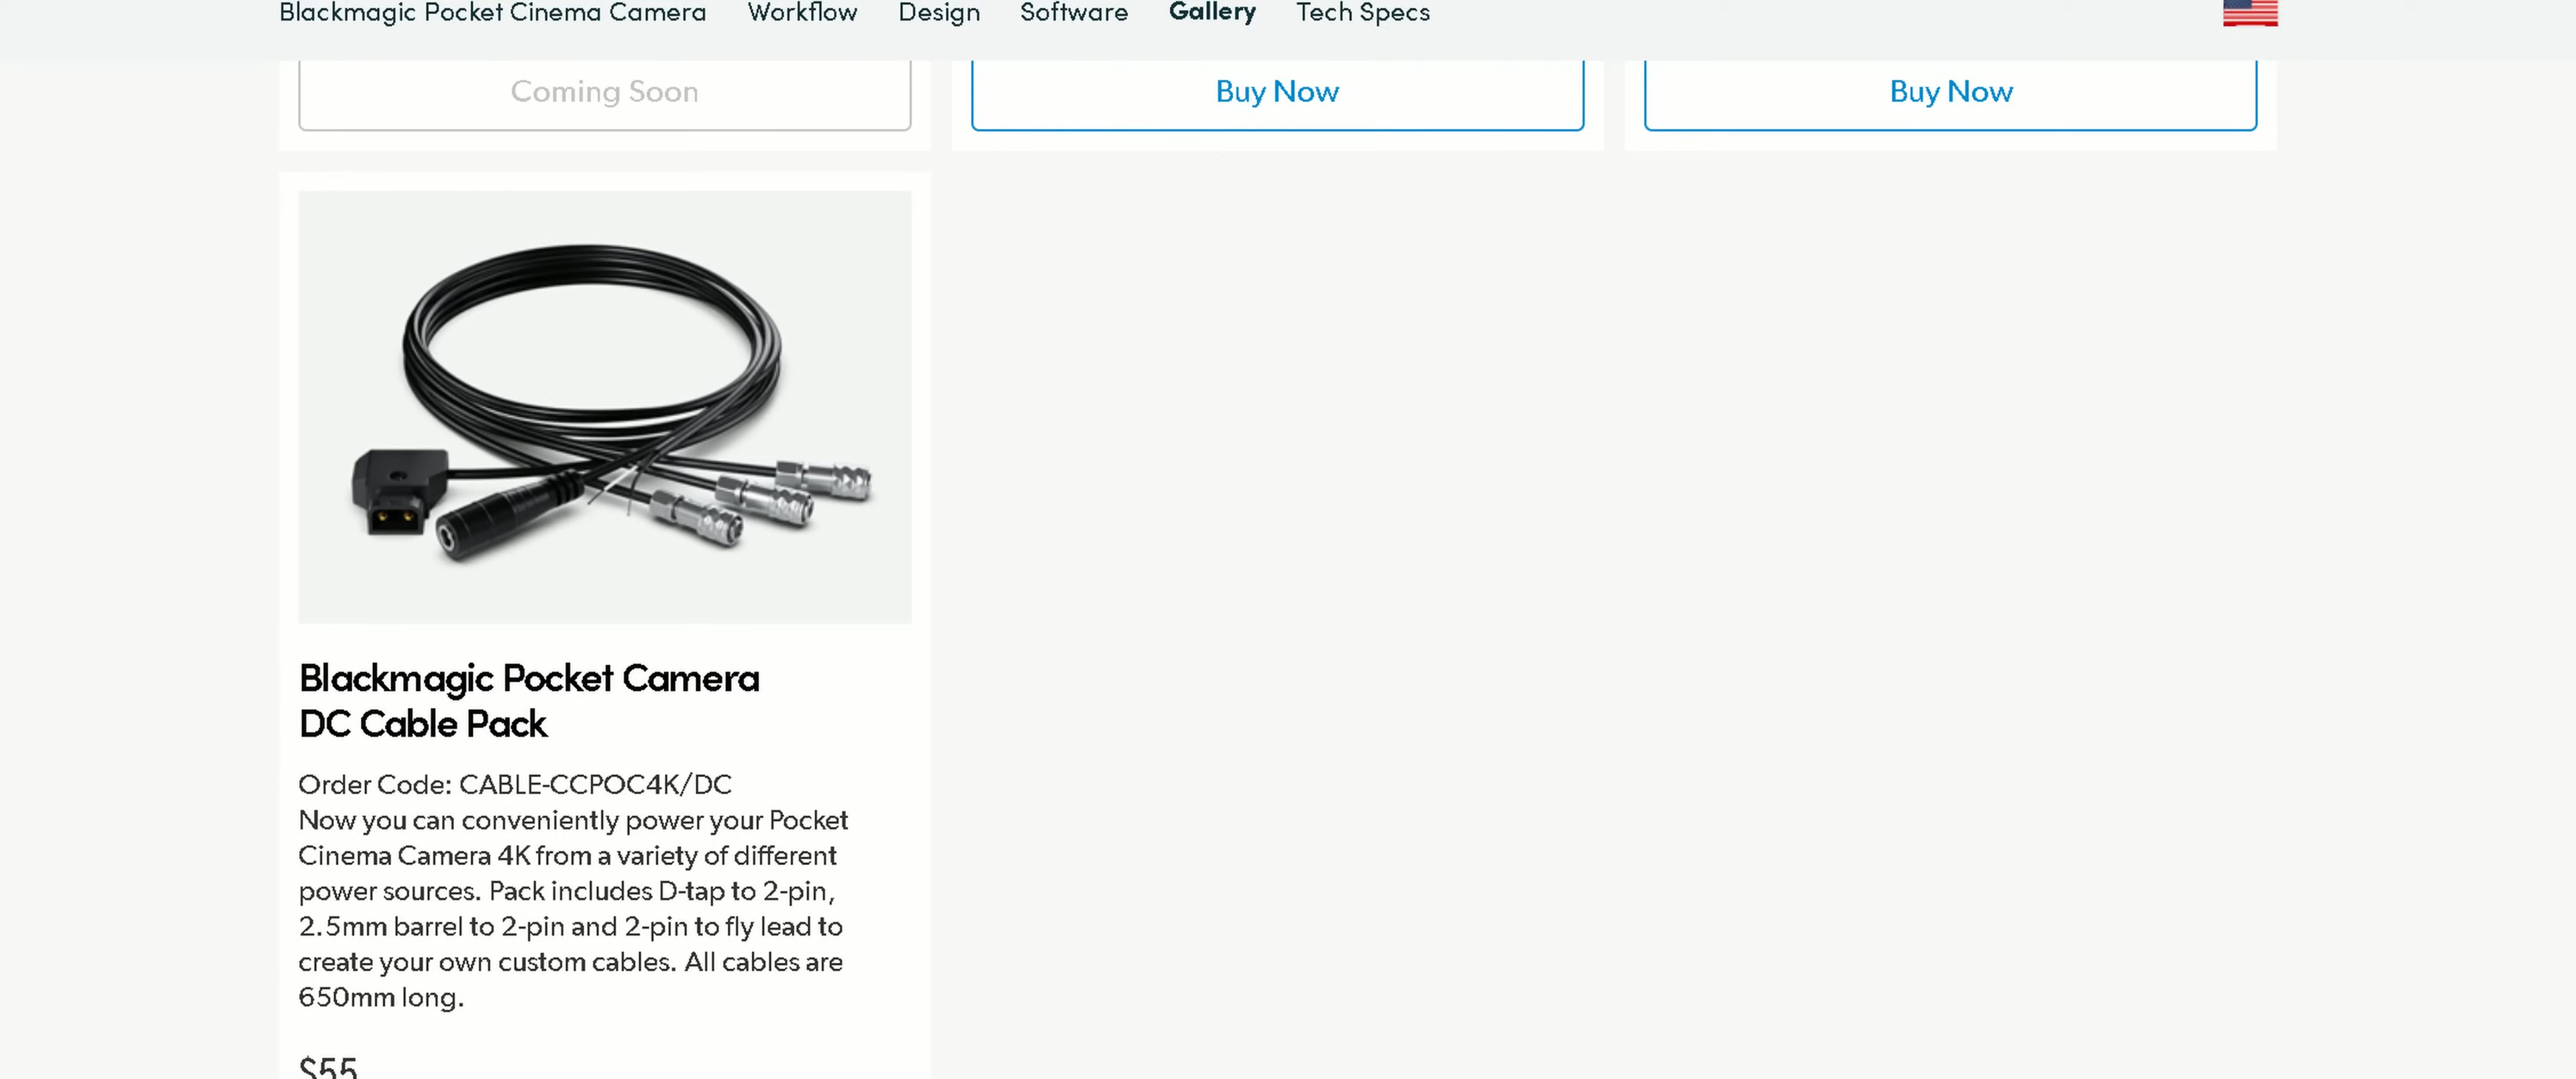 Blackmagic Pocket Cinema Camera Workflow Design Software Gallery Tech Specs
Coming Soon
Buy Now
Buy Now
Blackmagic Pocket Camera
DC Cable Pack
Order Code: CABLE-CCPOC4K/DC
Now you can conveniently power your Pocket
Cinema Camera 4K from a variety of different
power sources. Pack includes D-tap to 2-pin,
2.5mm barrel to 2-pin and 2-pin to fly lead to
create your own custom cables. All cables are
650mm long.
$55